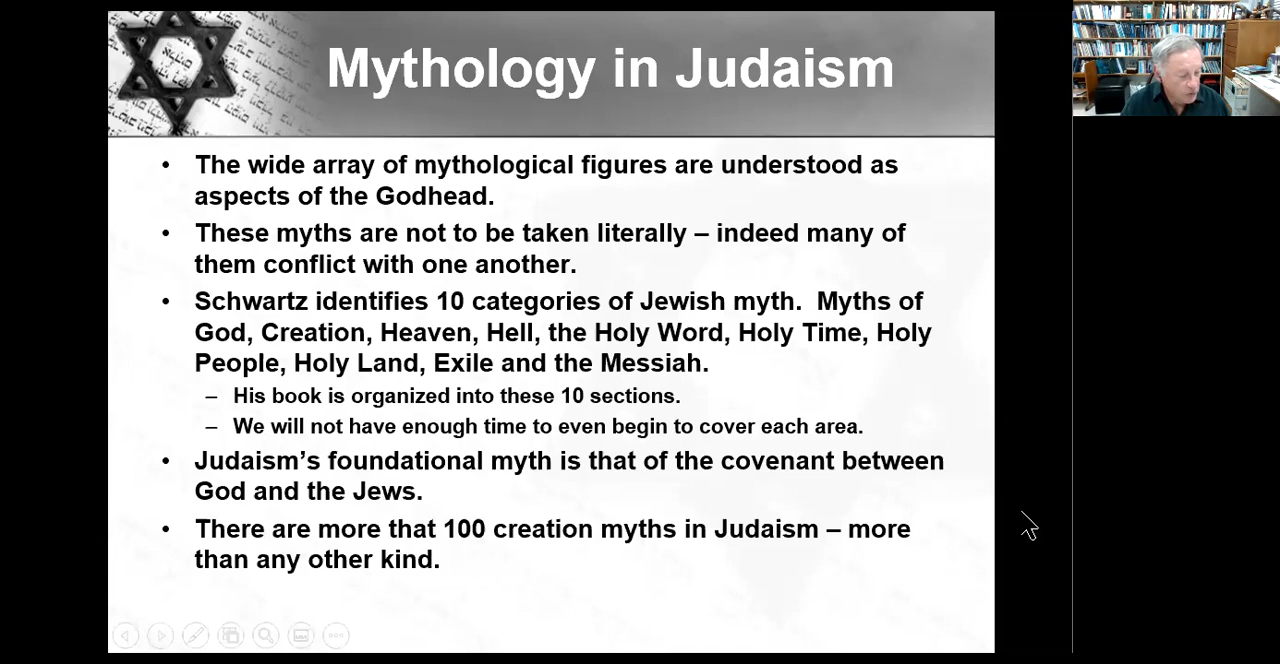 Mythology in Judaism
• The wide array of mythological figures are understood as
aspects of the Godhead.
• These myths are not to be taken literally – indeed many of
them conflict with one another.
• Schwartz identifies 10 categories of Jewish myth.  Myths of
God, Creation, Heaven, Hell, the Holy Word, Holy Time, Holy
People, Holy Land, Exile and the Messiah.
– His book is organized into these 10 sections.
– We will not have enough time to even begin to cover each area.
• Judaism’s foundational myth is that of the covenant between
God and the Jews.
• There are more that 100 creation myths in Judaism – more
than any other kind.